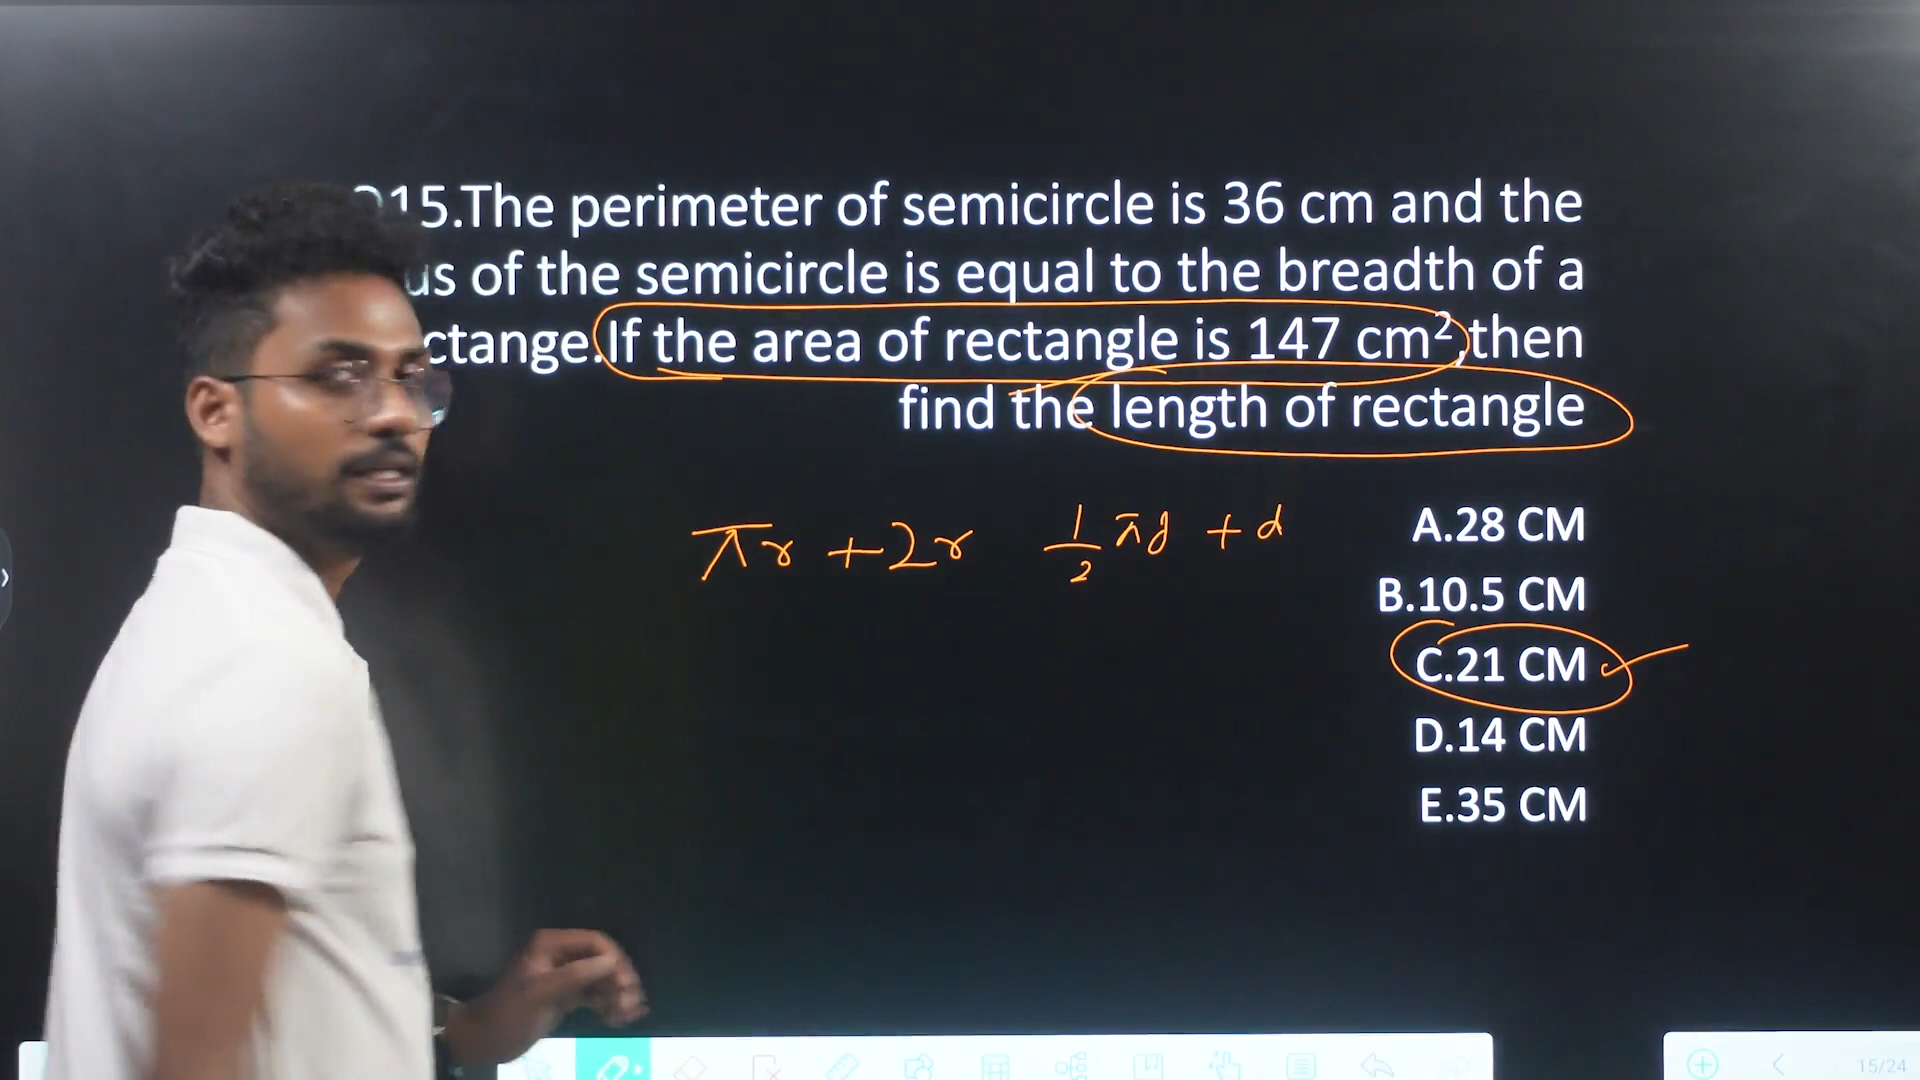 15.The perimeter of semicircle is 36 cm and the
us of the semicircle is equal to the breadth of a
ctange.If the area of rectangle is 147 cm²,then
find the length of rectangle
πr + 2r 1/2 πd + d
A.28 CM
B.10.5 CM
C.21 CM
D.14 CM
E.35 CM
15/24